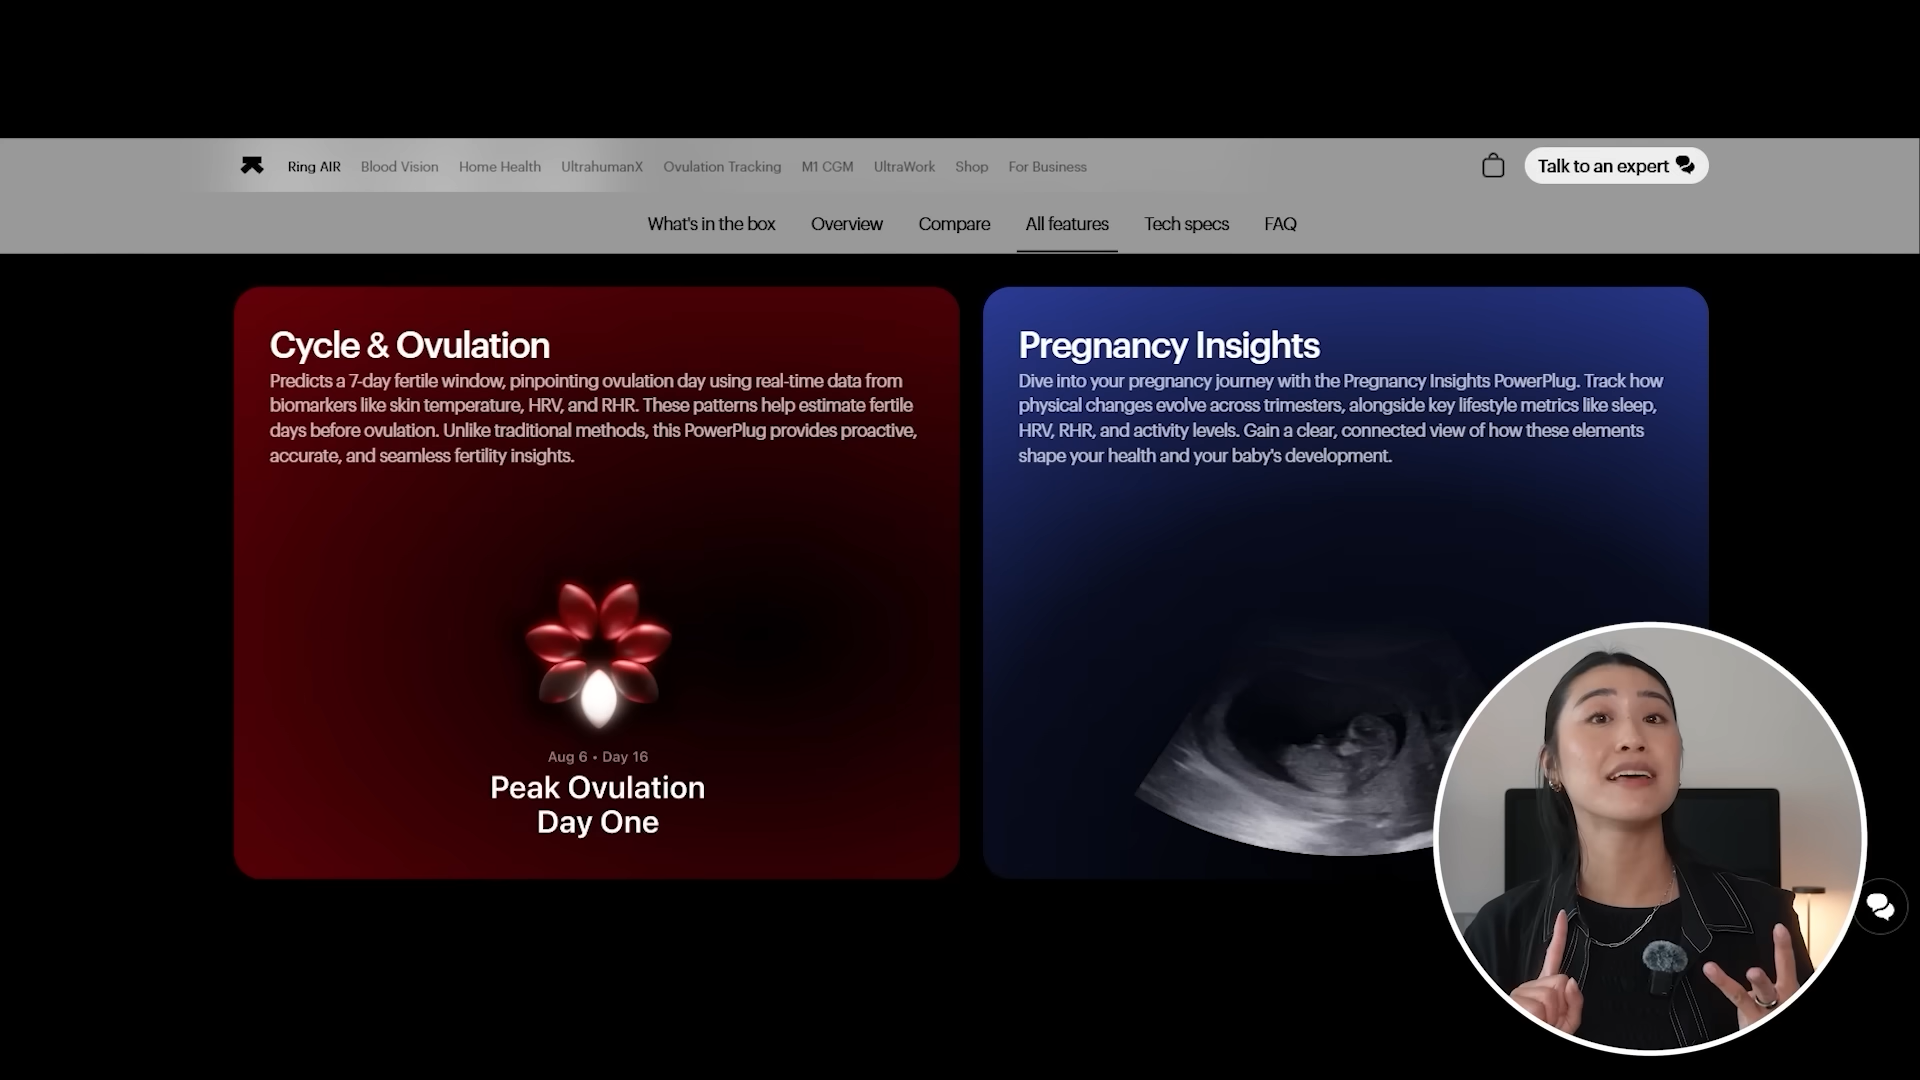 Ring AIR Blood Vision Home Health UltrahumanX Ovulation Tracking M1 CGM UltraWork Shop For Business Talk to an expert
What's in the box Overview Compare All features Tech specs FAQ
Cycle & Ovulation
Predicts a 7-day fertile window, pinpointing ovulation day using real-time data from
biomarkers like skin temperature, HRV, and RHR. These patterns help estimate fertile
days before ovulation. Unlike traditional methods, this PowerPlug provides proactive,
accurate, and seamless fertility insights.
Aug 6 • Day 16
Peak Ovulation
Day One
Pregnancy Insights
Dive into your pregnancy journey with the Pregnancy Insights PowerPlug. Track how
physical changes evolve across trimesters, alongside key lifestyle metrics like sleep,
HRV, RHR, and activity levels. Gain a clear, connected view of how these elements
shape your health and your baby's development.